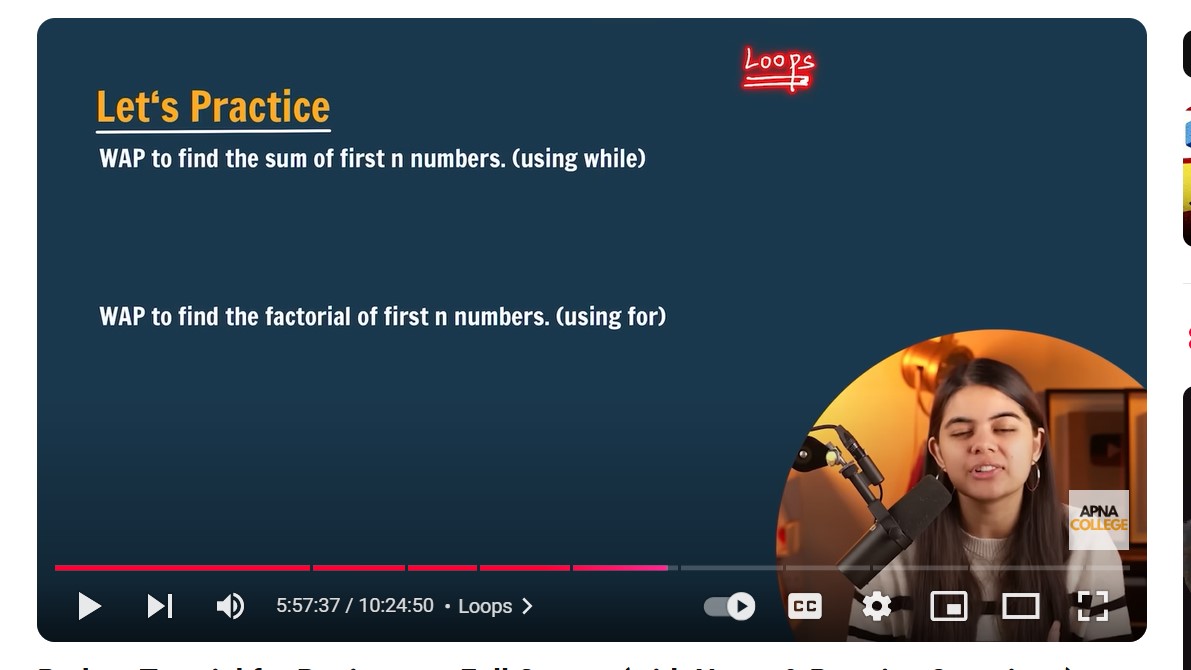 Loops
Let's Practice
WAP to find the sum of first n numbers. (using while)
WAP to find the factorial of first n numbers. (using for)
APNA
COLLEGE
5:57:37 / 10:24:50 • Loops
CC